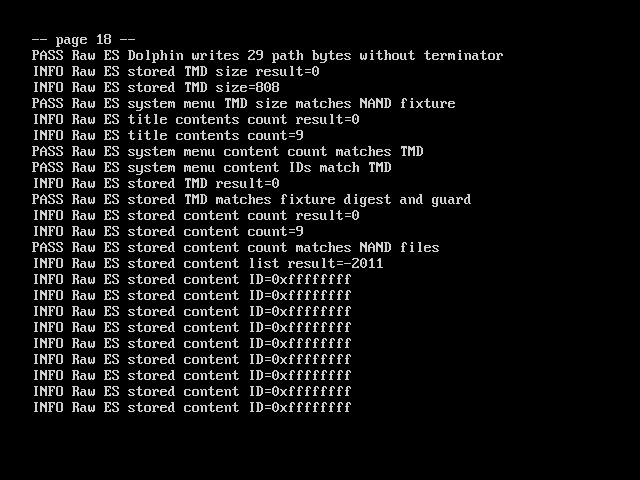 -- page 18 --
PASS Raw ES Dolphin writes 29 path bytes without terminator
INFO Raw ES stored TMD size result=0
INFO Raw ES stored TMD size=808
PASS Raw ES system menu TMD size matches NAND fixture
INFO Raw ES title contents count result=0
INFO Raw ES title contents count=9
PASS Raw ES system menu content count matches TMD
PASS Raw ES system menu content IDs match TMD
INFO Raw ES stored TMD result=0
PASS Raw ES stored TMD matches fixture digest and guard
INFO Raw ES stored content count result=0
INFO Raw ES stored content count=9
PASS Raw ES stored content count matches NAND files
INFO Raw ES stored content list result=-2011
INFO Raw ES stored content ID=0xffffffff
INFO Raw ES stored content ID=0xffffffff
INFO Raw ES stored content ID=0xffffffff
INFO Raw ES stored content ID=0xffffffff
INFO Raw ES stored content ID=0xffffffff
INFO Raw ES stored content ID=0xffffffff
INFO Raw ES stored content ID=0xffffffff
INFO Raw ES stored content ID=0xffffffff
INFO Raw ES stored content ID=0xffffffff